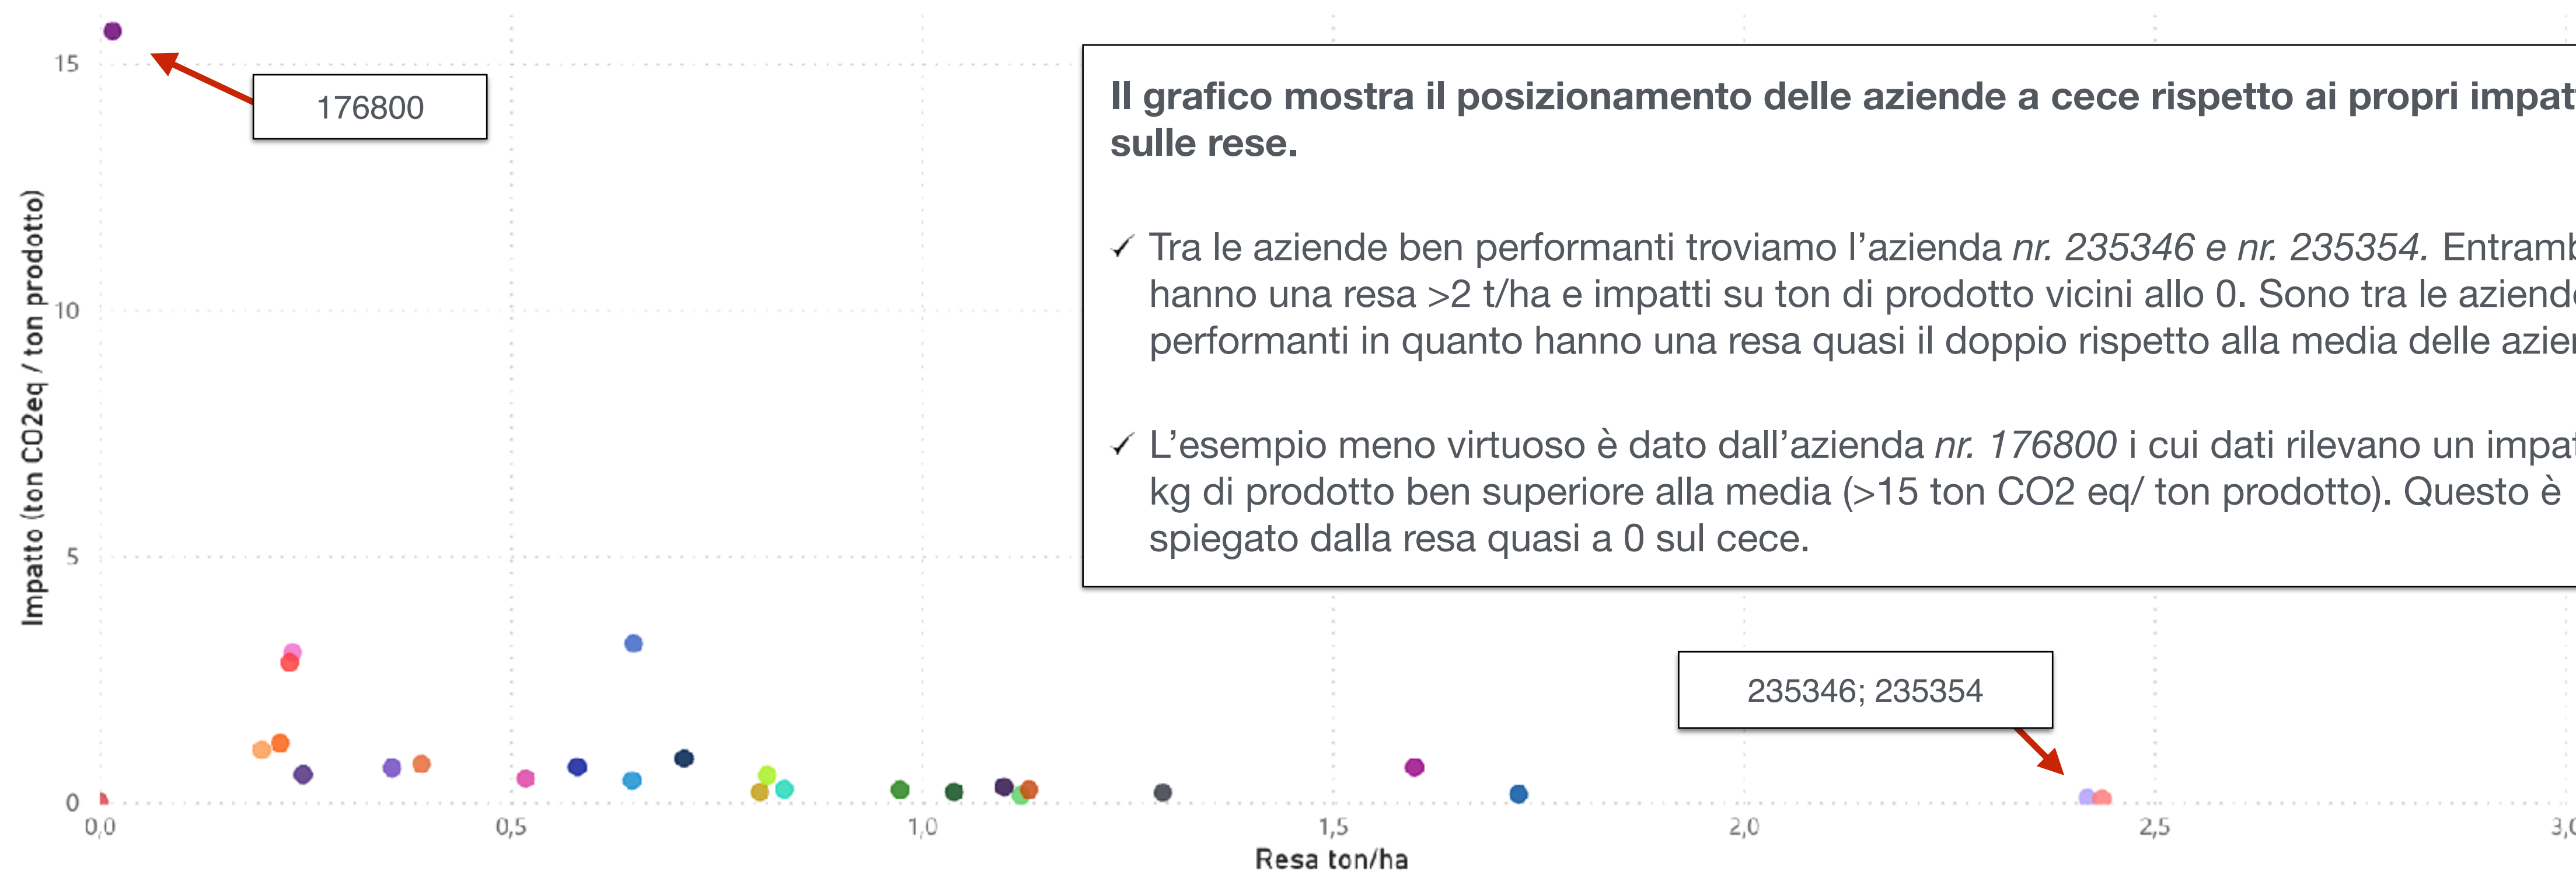 15
176800
Il grafico mostra il posizionamento delle aziende a cece rispetto ai propri
sulle rese.
Impatto (ton CO2eq / ton prodotto)
✓ Tra le aziende ben performanti troviamo l’azienda nr. 235346 e nr. 235354.
hanno una resa >2 t/ha e impatti su ton di prodotto vicini allo 0. Sono tra le
performanti in quanto hanno una resa quasi il doppio rispetto alla media delle
10
✓ L’esempio meno virtuoso è dato dall’azienda nr. 176800 i cui dati rilevano un
kg di prodotto ben superiore alla media (>15 ton CO2 eq/ ton prodotto). Questo è
spiegato dalla resa quasi a 0 sul cece.
5
235346; 235354
0
0,0 0,5 1,0 1,5 2,0 2,5
Resa ton/ha